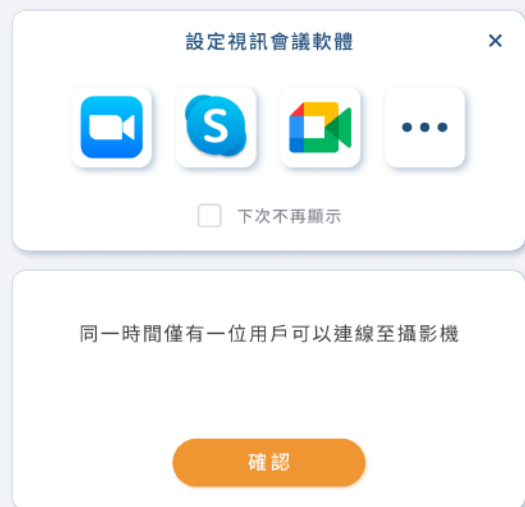 設定視訊會議軟體
S
下次不再顯示
同一時間僅有一位用戶可以連線至攝影機
確認